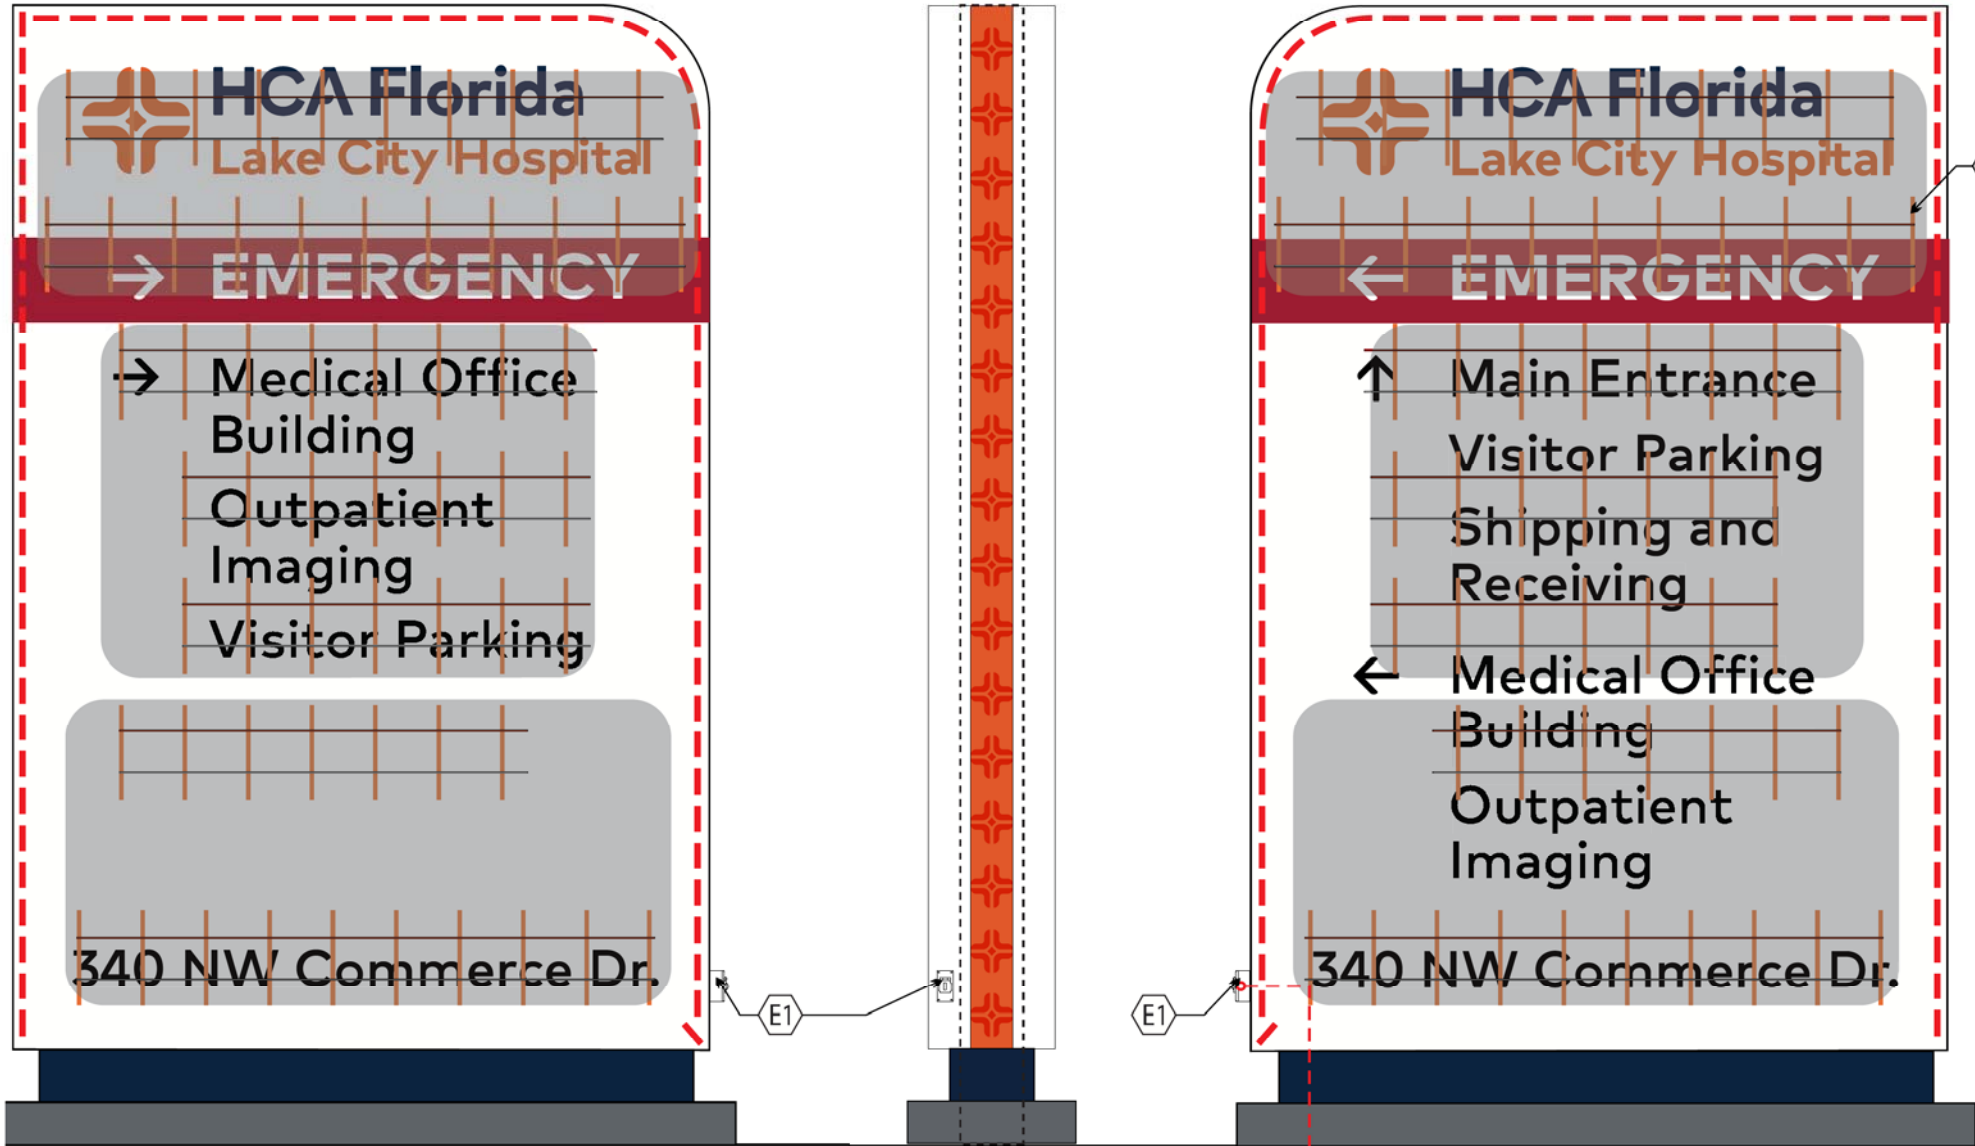 HCA Florida
Lake City Hospital
→ EMERGENCY
→ Medical Office
Building
Outpatient
Imaging
Visitor Parking
340 NW Commerce Dr.
E1
HCA Florida
Lake City Hospital
← EMERGENCY
↑ Main Entrance
Visitor Parking
Shipping and
Receiving
← Medical Office
Building
Outpatient
Imaging
340 NW Commerce Dr.
E1